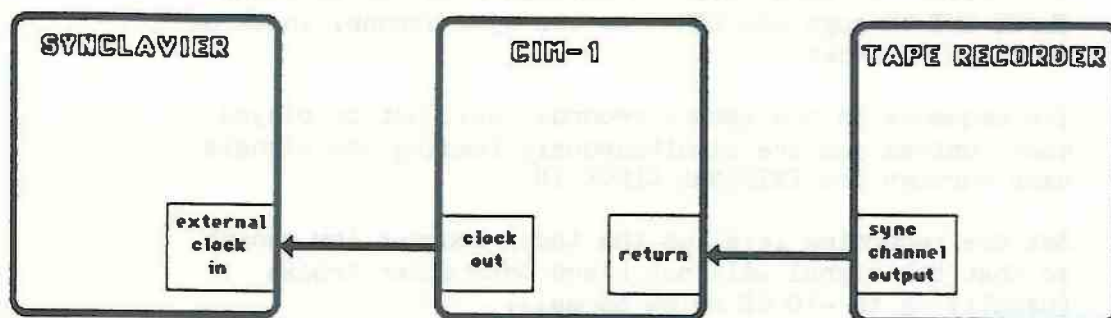 SYNCLAVIER
external
clock
in
CIM-1
clock
out
return
TAPE RECORDER
sync
channel
output